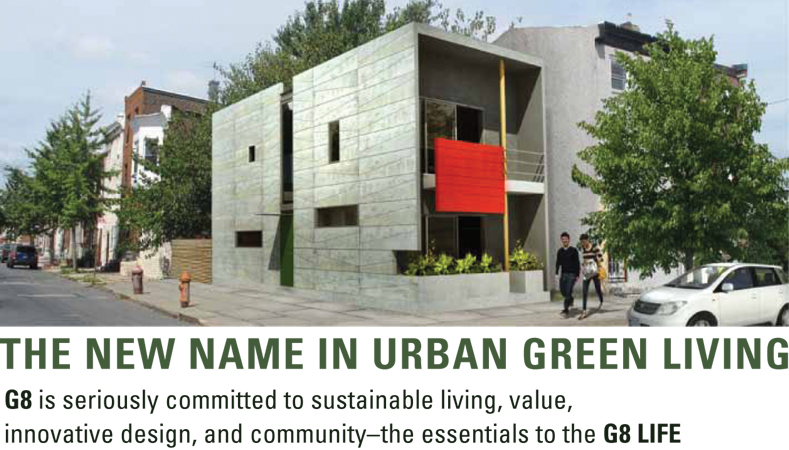 THE NEW NAME IN URBAN GREEN LIVING
G8 is seriously committed to sustainable living, value,
innovative design, and community–the essentials to the G8 LIFE